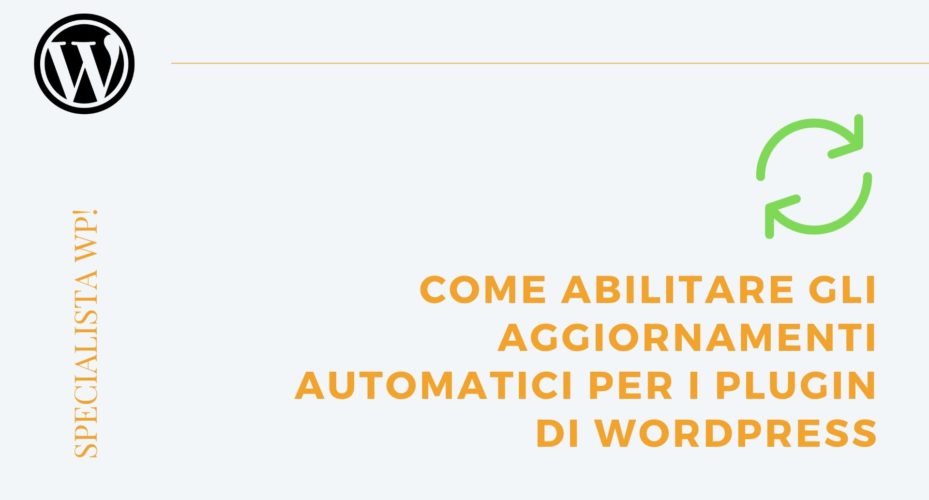 SPECIALISTA WP!
COME ABILITARE GLI
AGGIORNAMENTI
AUTOMATICI PER I PLUGIN
DI WORDPRESS